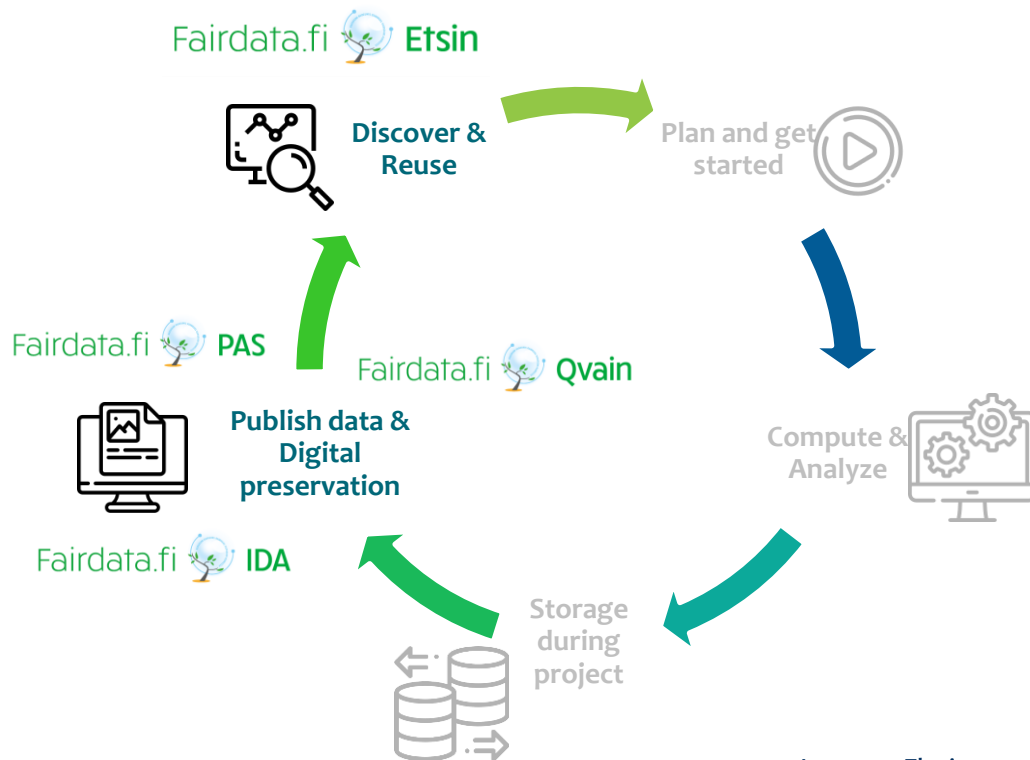 Fairdata.fi Etsin
Discover &
Reuse
Plan and get
started
Fairdata.fi PAS
Fairdata.fi Qvain
Publish data &
Digital
preservation
Compute &
Analyze
Fairdata.fi IDA
Storage
during
project